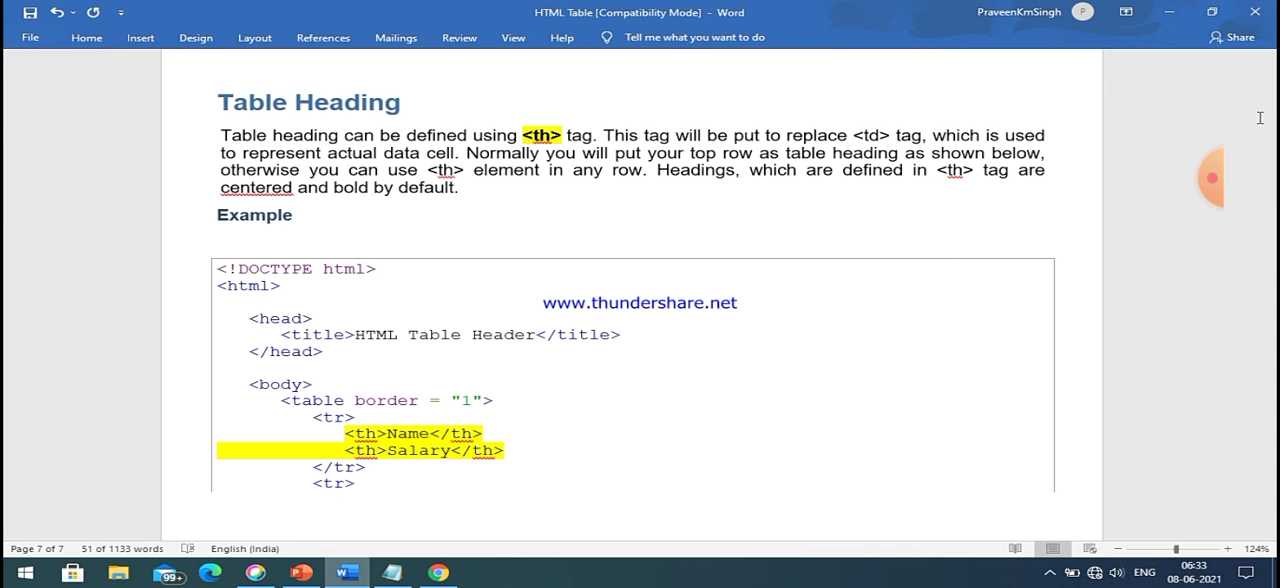 HTML Table [Compatibility Mode] - Word
PraveenKmSingh
P
File Home Insert Design Layout References Mailings Review View Help Tell me what you want to do
Share
Table Heading
Table heading can be defined using <th> tag. This tag will be put to replace <td> tag, which is used
to represent actual data cell. Normally you will put your top row as table heading as shown below,
otherwise you can use <th> element in any row. Headings, which are defined in <th> tag are
centered and bold by default.
Example
<!DOCTYPE html>
<html>
www.thundershare.net
<head>
<title>HTML Table Header</title>
</head>
<body>
<table border = "1">
<tr>
<th>Name</th>
<th>Salary</th>
</tr>
<tr>
Page 7 of 7 51 of 1133 words English (India)
124%
99+
ENG
06:33
08-06-2021